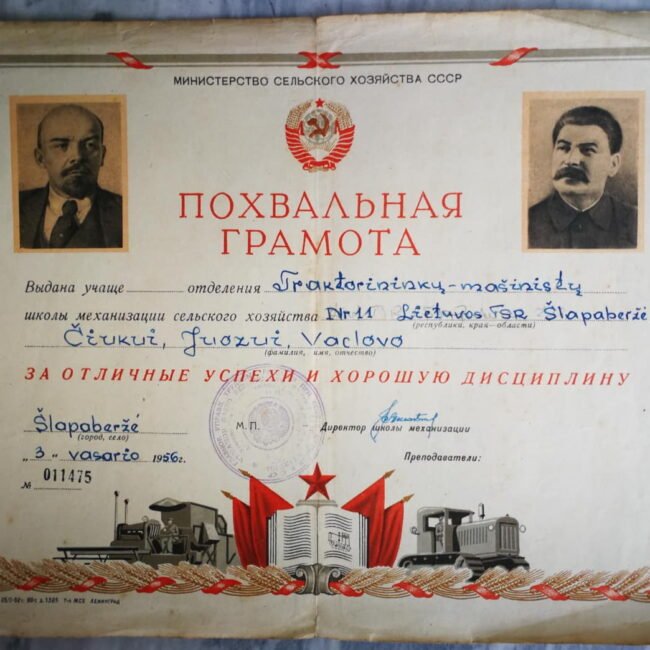 МИНИСТЕРСТВО СЕЛЬСКОГО ХОЗЯЙСТВА СССР
ПОХВАЛЬНАЯ
ГРАМОТА
Выдана учаще отделения Traktorininkų-mašinistų
школы механизации сельского хозяйства Nr 11 Lietuvos TSR Šlapaberžė
(республики, края—области)
Čiukui, Juozui, Vaclovo
(фамилия, имя, отчество)
ЗА ОТЛИЧНЫЕ УСПЕХИ И ХОРОШУЮ ДИСЦИПЛИНУ
Šlapaberžė
(город, село)
М. П. Директор школы механизации
„3" vasario 1956г.
Преподаватели:
№ 011475
ЛЕНИНГРАД